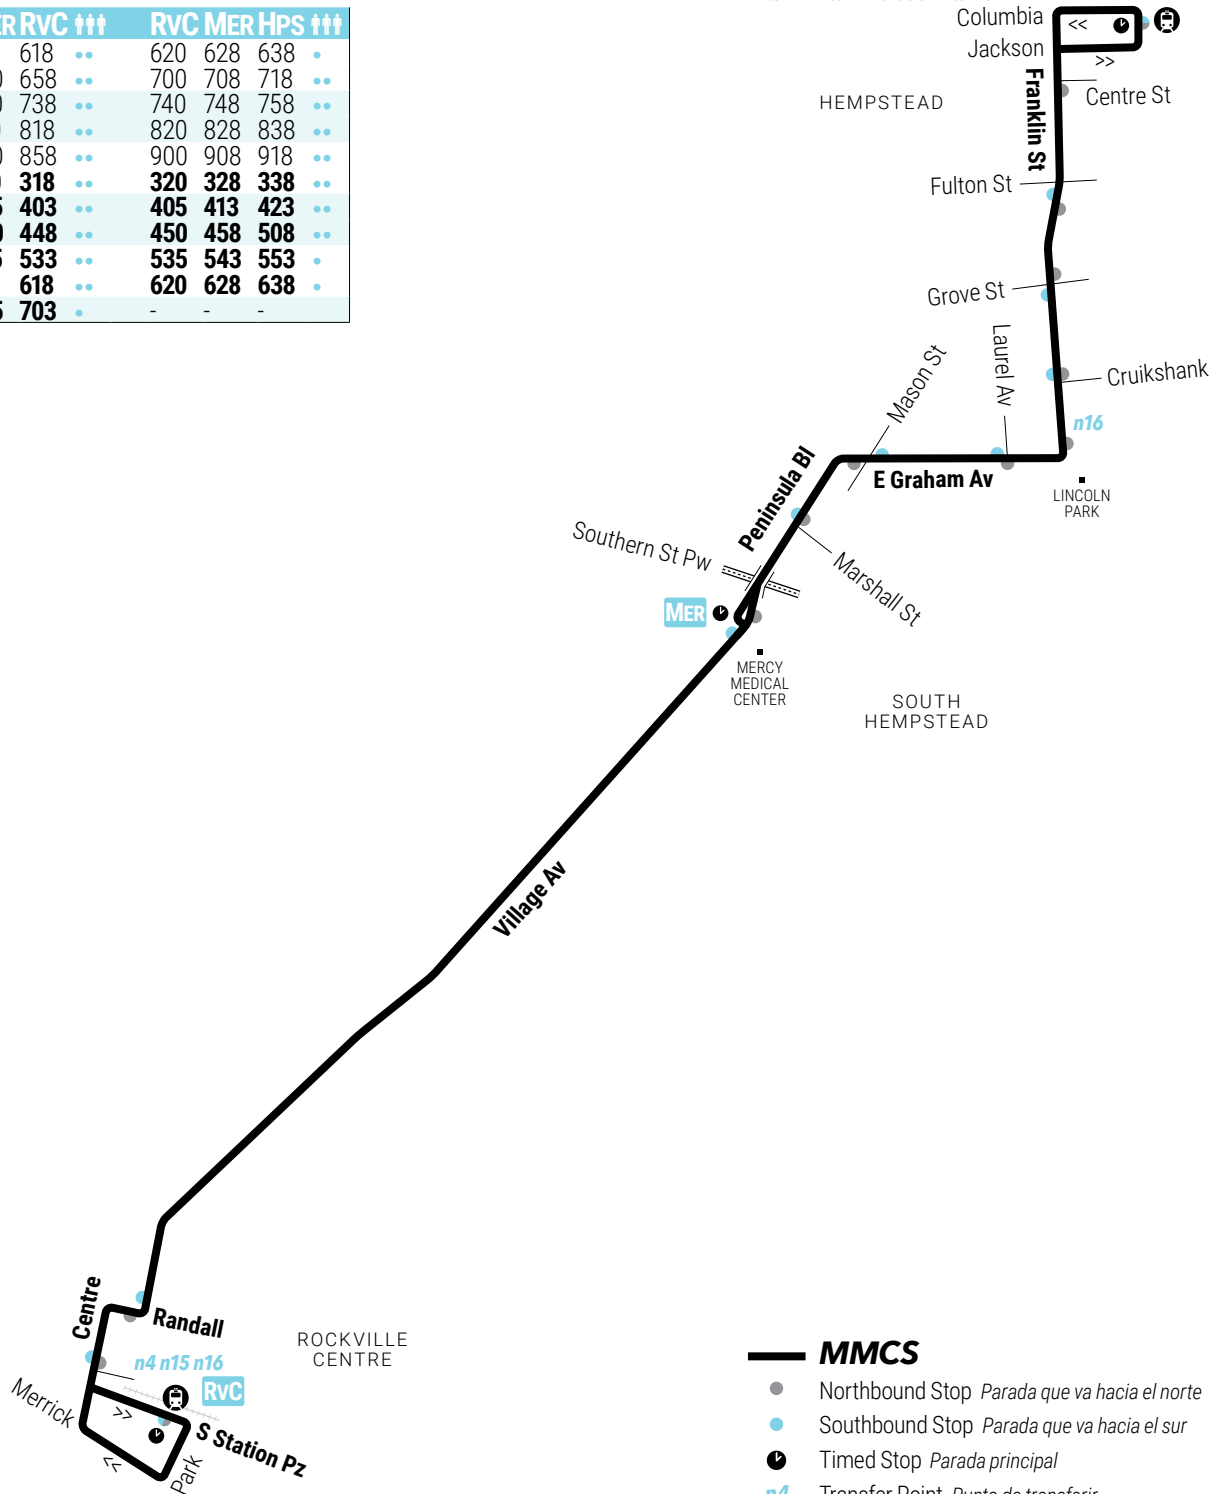 RVC RVC MER HPS
618 620 628 638
658 700 708 718
738 740 748 758
818 820 828 838
858 900 908 918
318 320 328 338
403 405 413 423
448 450 458 508
533 535 543 553
618 620 628 638
703 - - -
Columbia
<<
Jackson
>>
Centre St
HEMPSTEAD
Franklin St
Fulton St
Grove St
Laurel Av
Mason St
Cruikshank
n16
E Graham Av
LINCOLN
PARK
Peninsula Bl
Southern St Pw
Marshall St
MER
MERCY
MEDICAL
CENTER
SOUTH
HEMPSTEAD
Village Av
Centre
Randall
ROCKVILLE
CENTRE
n4 n15 n16
RVC
Merrick
>>
S Station Pz
<<
Park
MMCS
Northbound Stop Parada que va hacia el norte
Southbound Stop Parada que va hacia el sur
Timed Stop Parada principal
n4 Transfer Point Punto de transferir